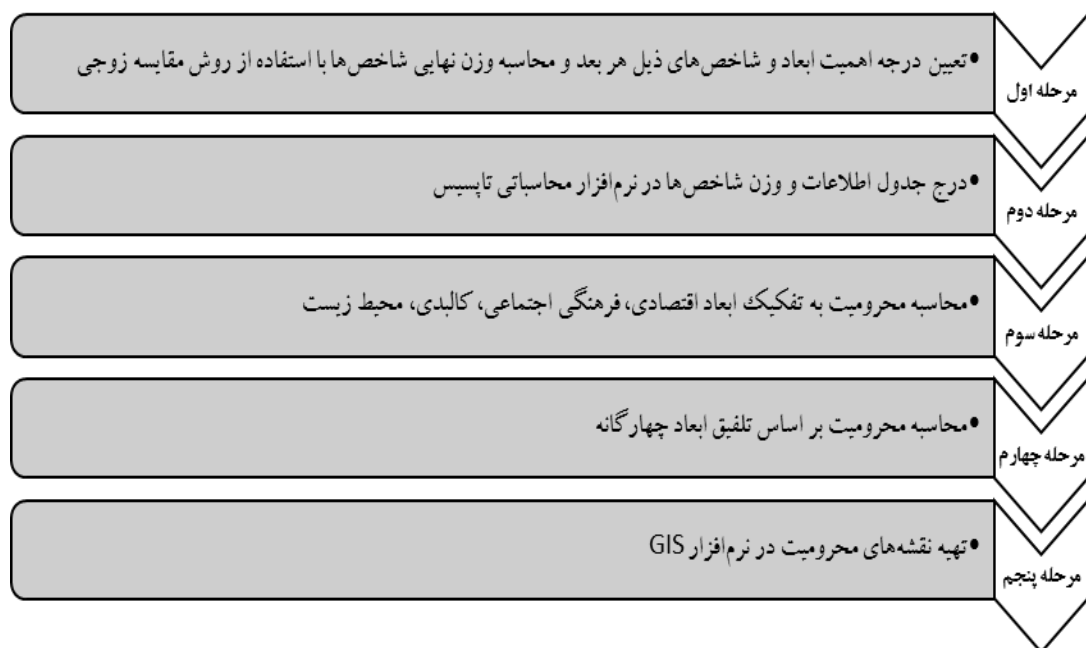 •تعیین درجه اهمیت ابعاد و شاخص‌های ذیل هر بعد و محاسبه وزن نهایی شاخص‌ها با استفاده از روش مقایسه زوجی
مرحله اول
•درج جدول اطلاعات و وزن شاخص‌ها در نرم‌افزار محاسباتی تاپسیس
مرحله دوم
•محاسبه محرومیت به تفکیک ابعاد اقتصادی، فرهنگی اجتماعی، کالبدی، محیط زیست
مرحله سوم
•محاسبه محرومیت بر اساس تلفیق ابعاد چهارگانه
مرحله چهارم
•تهیه نقشه‌های محرومیت در نرم‌افزار GIS
مرحله پنجم